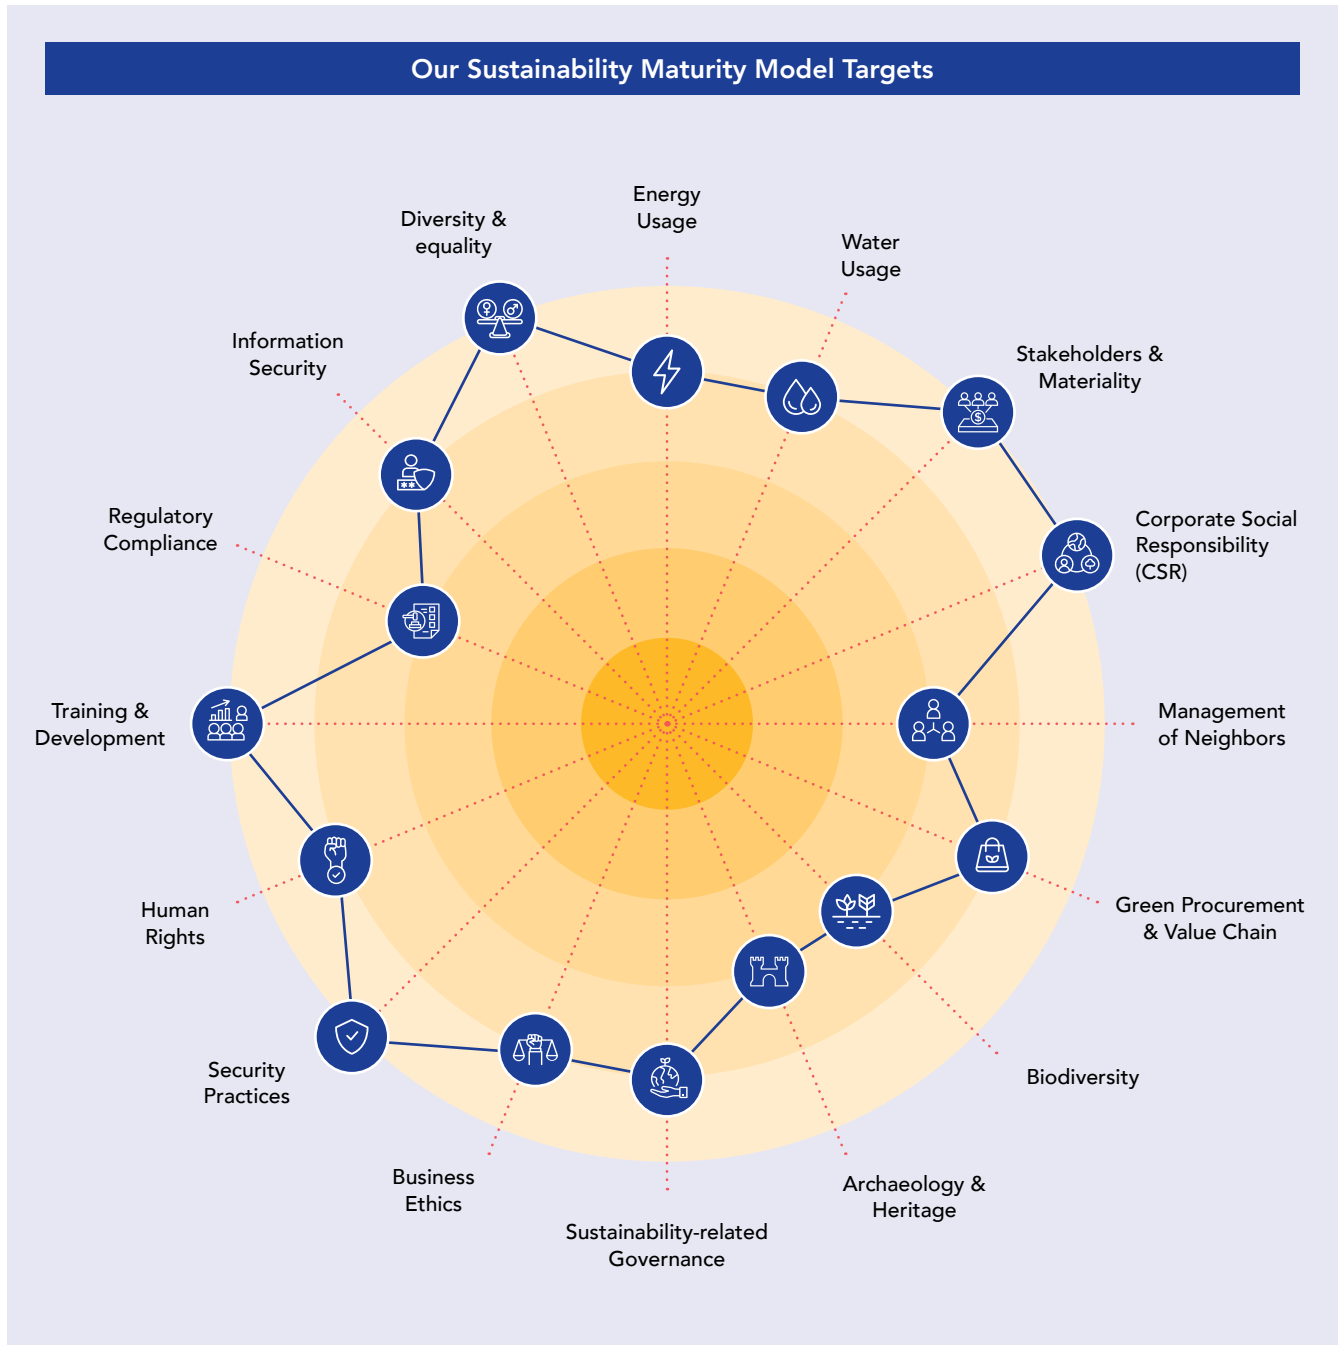 Our Sustainability Maturity Model Targets
Energy
Usage
Water
Usage
Stakeholders &
Materiality
Corporate Social
Responsibility
(CSR)
Management
of Neighbors
Green Procurement
& Value Chain
Biodiversity
Archaeology &
Heritage
Sustainability-related
Governance
Business
Ethics
Security
Practices
Human
Rights
Training &
Development
Regulatory
Compliance
Information
Security
Diversity &
equality
$
**